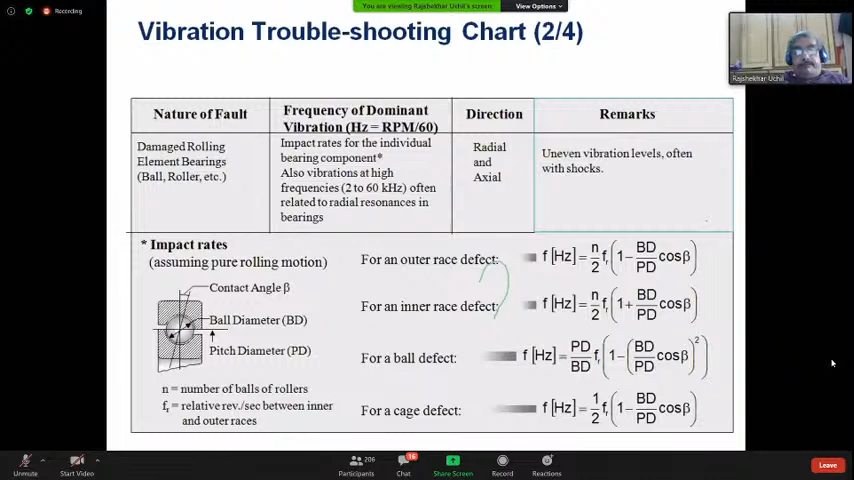 Recording
You are viewing Rajshekhar Uchil's screen
View Options
Vibration Trouble-shooting Chart (2/4)
Rajshekhar Uchil
Nature of Fault
Frequency of Dominant
Vibration (Hz = RPM/60)
Direction
Remarks
Damaged Rolling
Element Bearings
(Ball, Roller, etc.)
Impact rates for the individual
bearing component*
Also vibrations at high
frequencies (2 to 60 kHz) often
related to radial resonances in
bearings
Radial
and
Axial
Uneven vibration levels, often
with shocks.
* Impact rates
(assuming pure rolling motion)
Contact Angle β
Ball Diameter (BD)
Pitch Diameter (PD)
n = number of balls of rollers
fr = relative rev./sec between inner
and outer races
For an outer race defect: f [Hz] = n/2 fr (1 − BD/PD cosβ)
For an inner race defect: f [Hz] = n/2 fr (1 + BD/PD cosβ)
For a ball defect: f [Hz] = PD/BD fr (1 − (BD/PD cosβ)²)
For a cage defect: f [Hz] = 1/2 fr (1 − BD/PD cosβ)
Unmute
Start Video
206
Participants
16
Chat
Share Screen
Record
Reactions
Leave